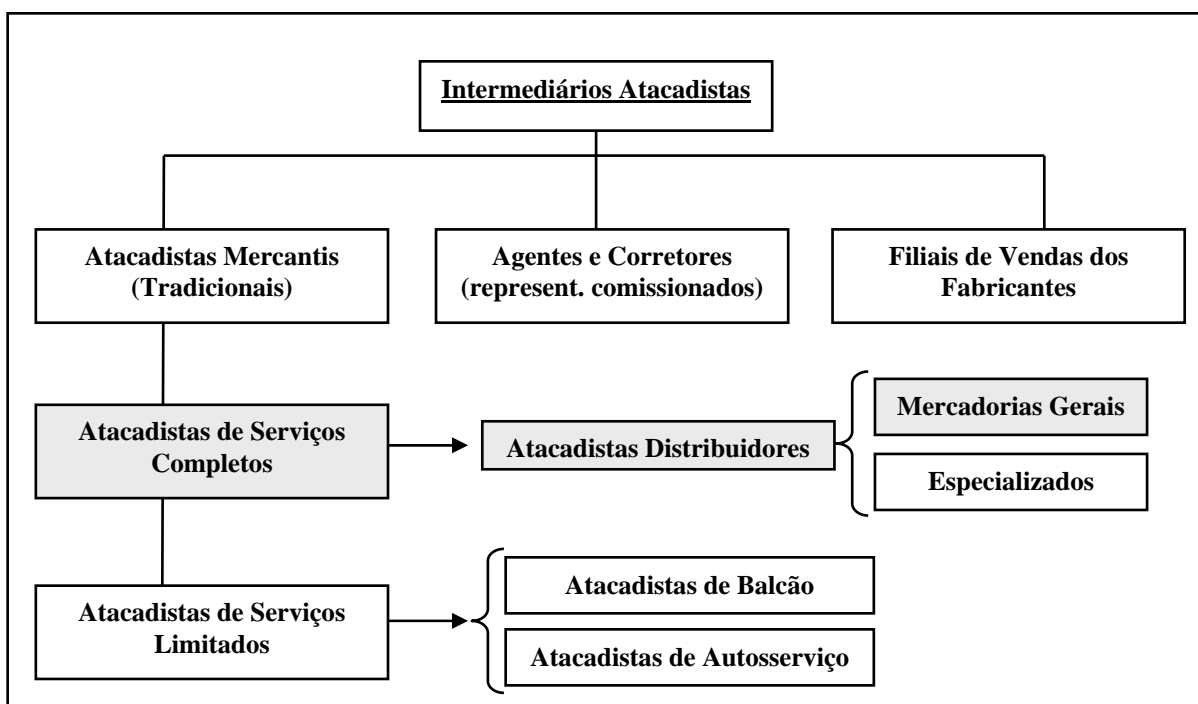 Intermediários Atacadistas
Atacadistas Mercantis
(Tradicionais)
Agentes e Corretores
(represent. comissionados)
Filiais de Vendas dos
Fabricantes
Atacadistas de Serviços
Completos
Atacadistas Distribuidores
Mercadorias Gerais
Especializados
Atacadistas de Serviços
Limitados
Atacadistas de Balcão
Atacadistas de Autosserviço